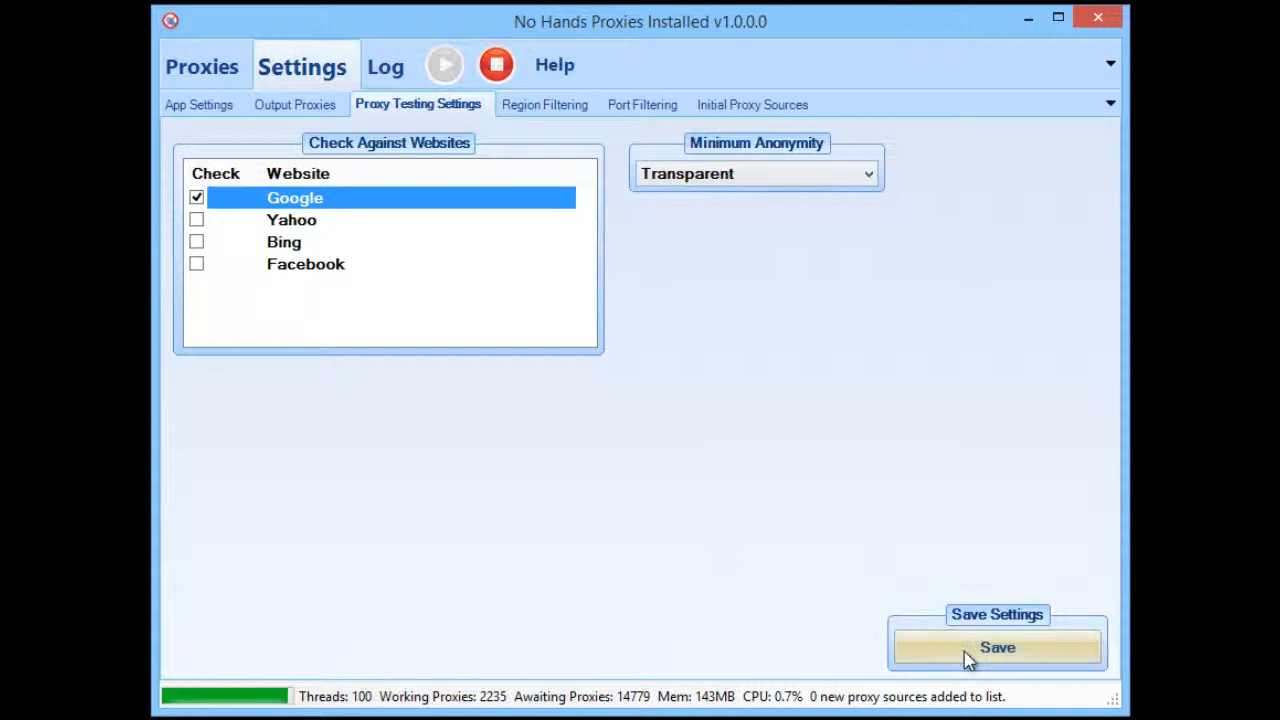 No Hands Proxies Installed v1.0.0.0
Proxies Settings Log Help
App Settings Output Proxies Proxy Testing Settings Region Filtering Port Filtering Initial Proxy Sources
Check Against Websites
Check Website
Google
Yahoo
Bing
Facebook
Minimum Anonymity
Transparent
Save Settings
Save
Threads: 100 Working Proxies: 2235 Awaiting Proxies: 14779 Mem: 143MB CPU: 0.7% 0 new proxy sources added to list.